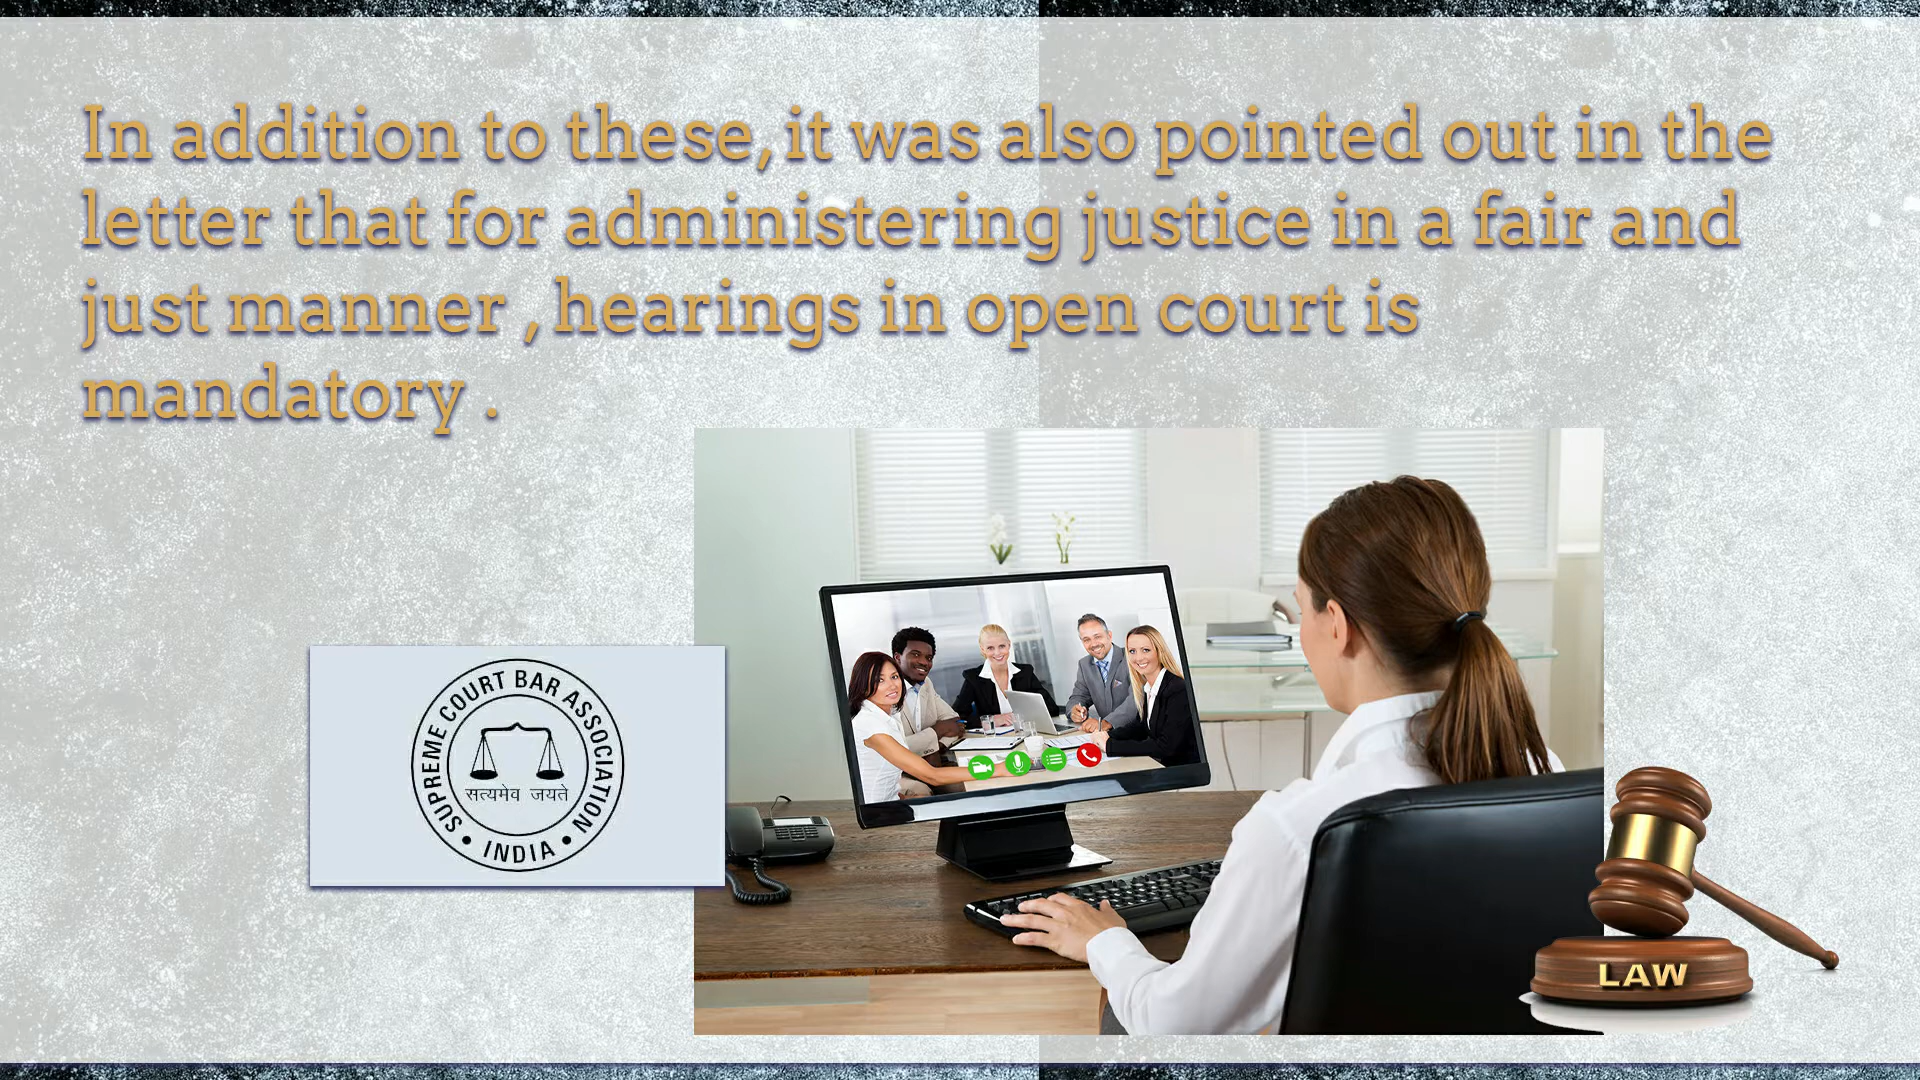 In addition to these, it was also pointed out in the
letter that for administering justice in a fair and
just manner , hearings in open court is
mandatory .
SUPREME COURT BAR ASSOCIATION
सत्यमेव जयते
• INDIA •
LAW